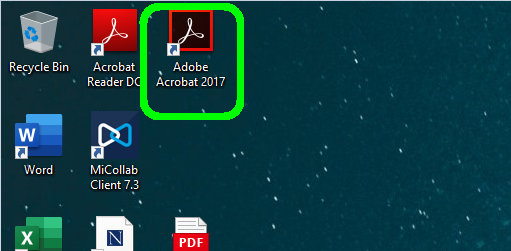 Recycle Bin
Acrobat
Reader DC
Adobe
Acrobat 2017
W
Word
MiCollab
Client 7.3
X
N
PDF